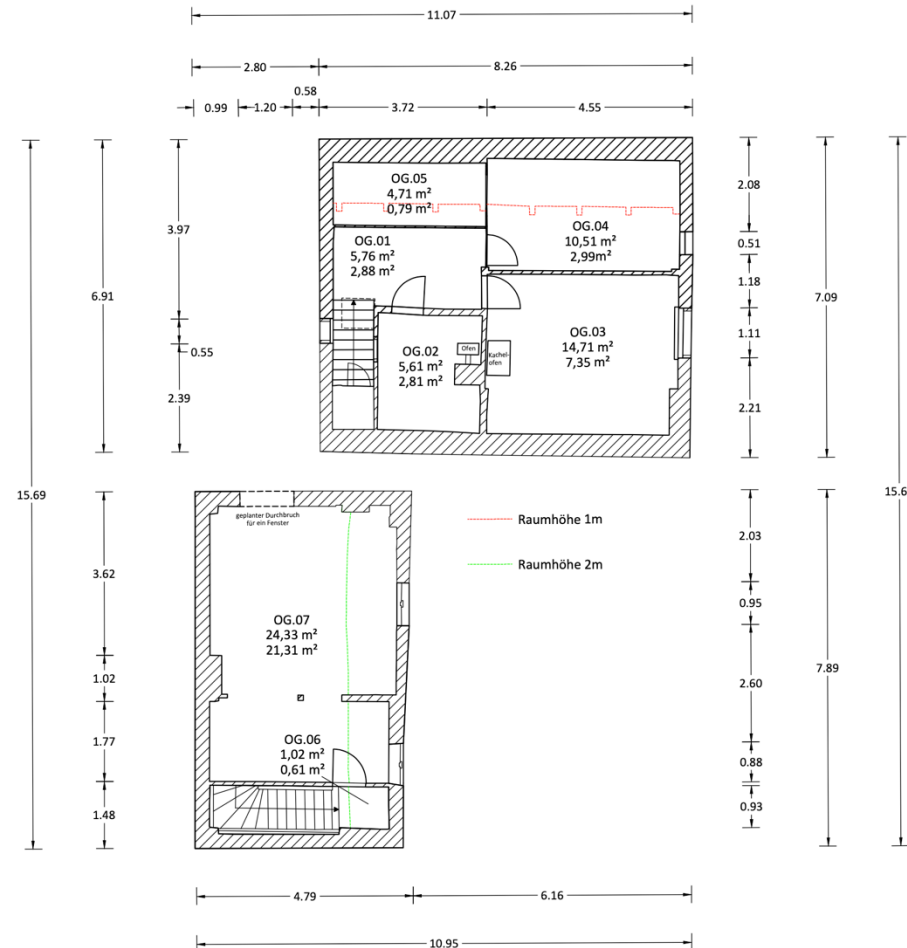 11.07
2.80
8.26
0.58
0.99
1.20
3.72
4.55
15.69
6.91
3.97
0.55
2.39
OG.05
4,71 m²
0,79 m²
OG.01
5,76 m²
2,88 m²
OG.04
10,51 m²
2,99m²
OG.02
5,61 m²
2,81 m²
Ofen
Kachel-
ofen
OG.03
14,71 m²
7,35 m²
2.08
0.51
1.18
1.11
2.21
7.09
15.6
geplanter Durchbruch
für ein Fenster
Raumhöhe 1m
Raumhöhe 2m
3.62
1.02
1.77
1.48
OG.07
24,33 m²
21,31 m²
OG.06
1,02 m²
0,61 m²
2.03
0.95
2.60
0.88
0.93
7.89
4.79
6.16
10.95